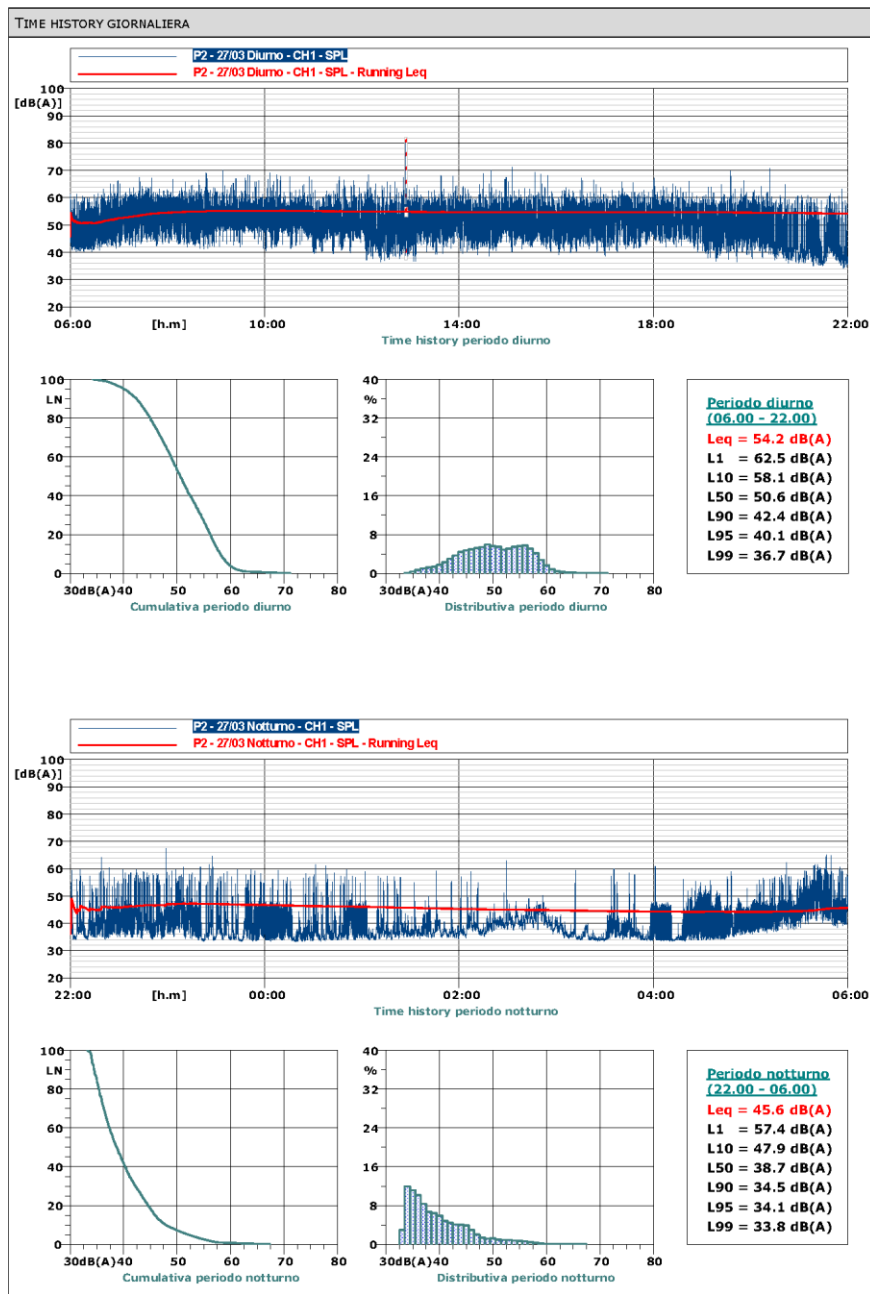 TIME HISTORY GIORNALIERA
P2 - 27/03 Diurno - CH1 - SPL
P2 - 27/03 Diurno - CH1 - SPL - Running Leq
100
[dB(A)]
90
80
70
60
50
40
30
20
06:00 [h.m] 10:00 14:00 18:00 22:00
Time history periodo diurno
100
LN
80
60
40
20
0
30dB(A)40 50 60 70 80
Cumulativa periodo diurno
40
%
32
24
16
8
0
30dB(A)40 50 60 70 80
Distributiva periodo diurno
Periodo diurno
(06.00 - 22.00)
Leq = 54.2 dB(A)
L1 = 62.5 dB(A)
L10 = 58.1 dB(A)
L50 = 50.6 dB(A)
L90 = 42.4 dB(A)
L95 = 40.1 dB(A)
L99 = 36.7 dB(A)
P2 - 27/03 Notturno - CH1 - SPL
P2 - 27/03 Notturno - CH1 - SPL - Running Leq
100
[dB(A)]
90
80
70
60
50
40
30
20
22:00 [h.m] 00:00 02:00 04:00 06:00
Time history periodo notturno
100
LN
80
60
40
20
0
30dB(A)40 50 60 70 80
Cumulativa periodo notturno
40
%
32
24
16
8
0
30dB(A)40 50 60 70 80
Distributiva periodo notturno
Periodo notturno
(22.00 - 06.00)
Leq = 45.6 dB(A)
L1 = 57.4 dB(A)
L10 = 47.9 dB(A)
L50 = 38.7 dB(A)
L90 = 34.5 dB(A)
L95 = 34.1 dB(A)
L99 = 33.8 dB(A)